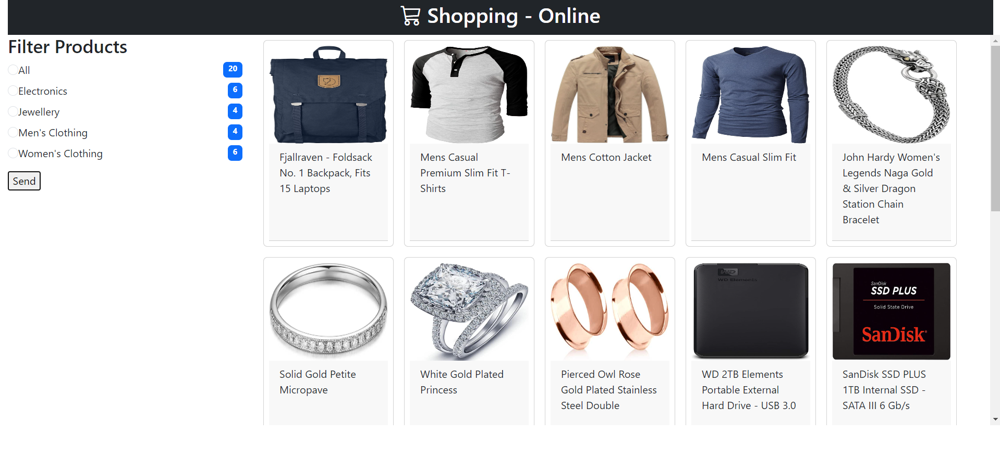 Shopping - Online
Filter Products
All 20
Electronics 6
Jewellery 4
Men's Clothing 4
Women's Clothing 6
Send
Fjallraven - Foldsack
No. 1 Backpack, Fits
15 Laptops
Mens Casual
Premium Slim Fit T-
Shirts
Mens Cotton Jacket
Mens Casual Slim Fit
John Hardy Women's
Legends Naga Gold
& Silver Dragon
Station Chain
Bracelet
Solid Gold Petite
Micropave
White Gold Plated
Princess
Pierced Owl Rose
Gold Plated Stainless
Steel Double
WD
WD Elements
WD 2TB Elements
Portable External
Hard Drive - USB 3.0
SanDisk
SSD PLUS
Solid State Drive
SanDisk
SanDisk SSD PLUS
1TB Internal SSD -
SATA III 6 Gb/s